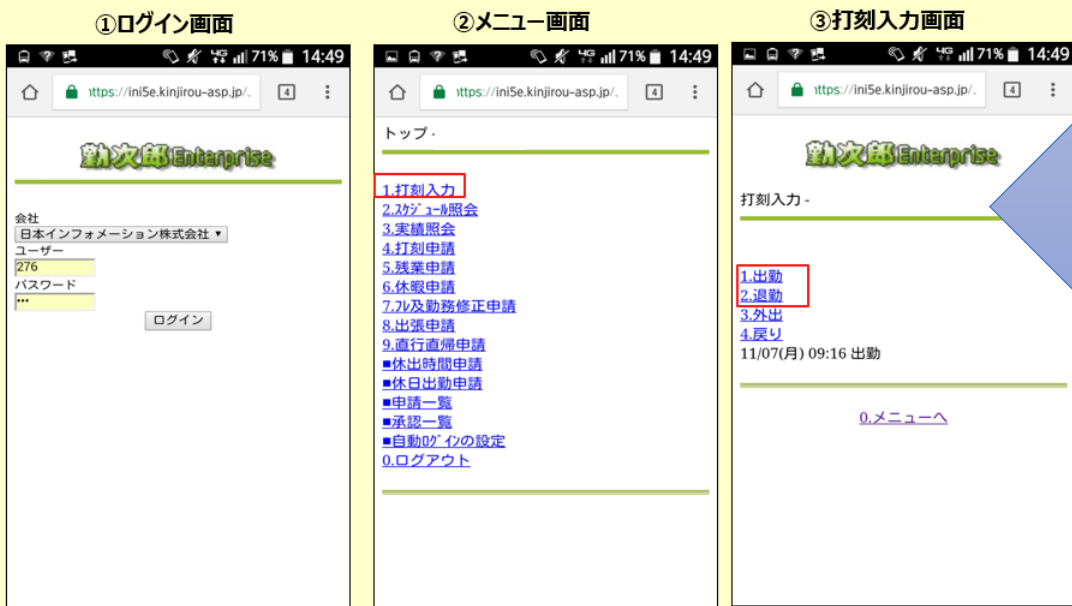 ①ログイン画面
71% 14:49
https://ini5e.kinjirou-asp.jp/.
4
勤次郎Enterprise
会社
日本インフォメーション株式会社
ユーザー
276
パスワード
•••
ログイン
②メニュー画面
71% 14:49
https://ini5e.kinjirou-asp.jp/.
4
トップ -
1.打刻入力
2.ｽｹｼﾞｭｰﾙ照会
3.実績照会
4.打刻申請
5.残業申請
6.休暇申請
7.ﾌﾚ及勤務修正申請
8.出張申請
9.直行直帰申請
■休出時間申請
■休日出勤申請
■申請一覧
■承認一覧
■自動ﾛｸﾞｲﾝの設定
0.ログアウト
③打刻入力画面
4G 71% 14:49
https://ini5e.kinjirou-asp.jp/.
4
勤次郎Enterprise
打刻入力 -
1.出勤
2.退勤
3.外出
4.戻り
11/07(月) 09:16 出勤
0.メニューへ